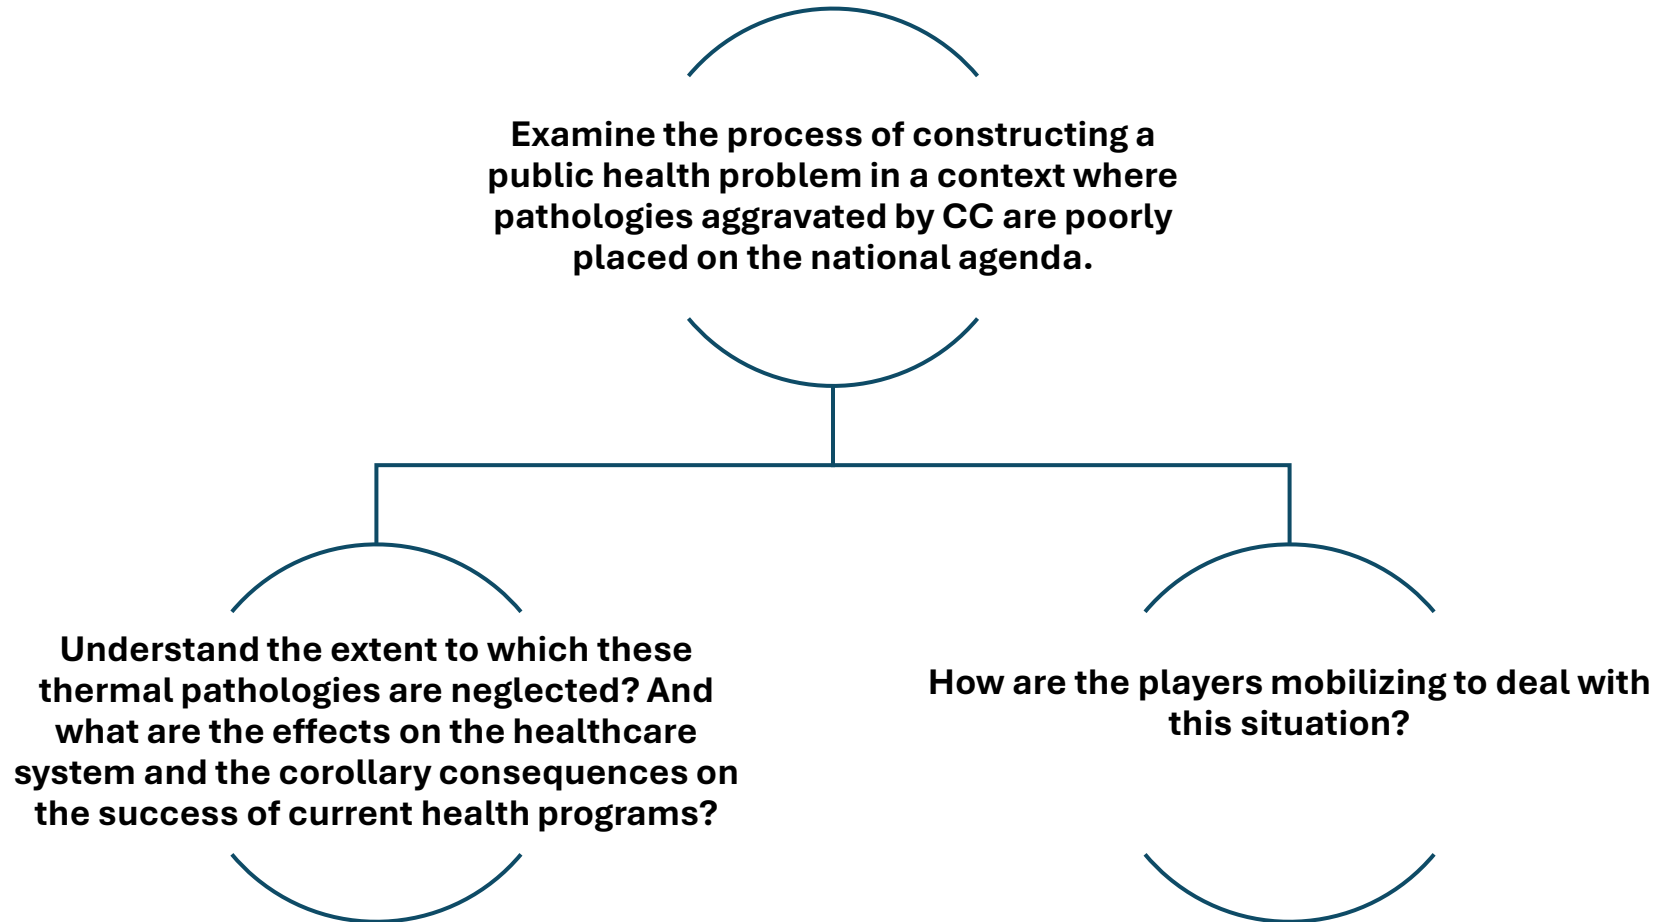 Examine the process of constructing a
public health problem in a context where
pathologies aggravated by CC are poorly
placed on the national agenda.
Understand the extent to which these
thermal pathologies are neglected? And
what are the effects on the healthcare
system and the corollary consequences on
the success of current health programs?
How are the players mobilizing to deal with
this situation?